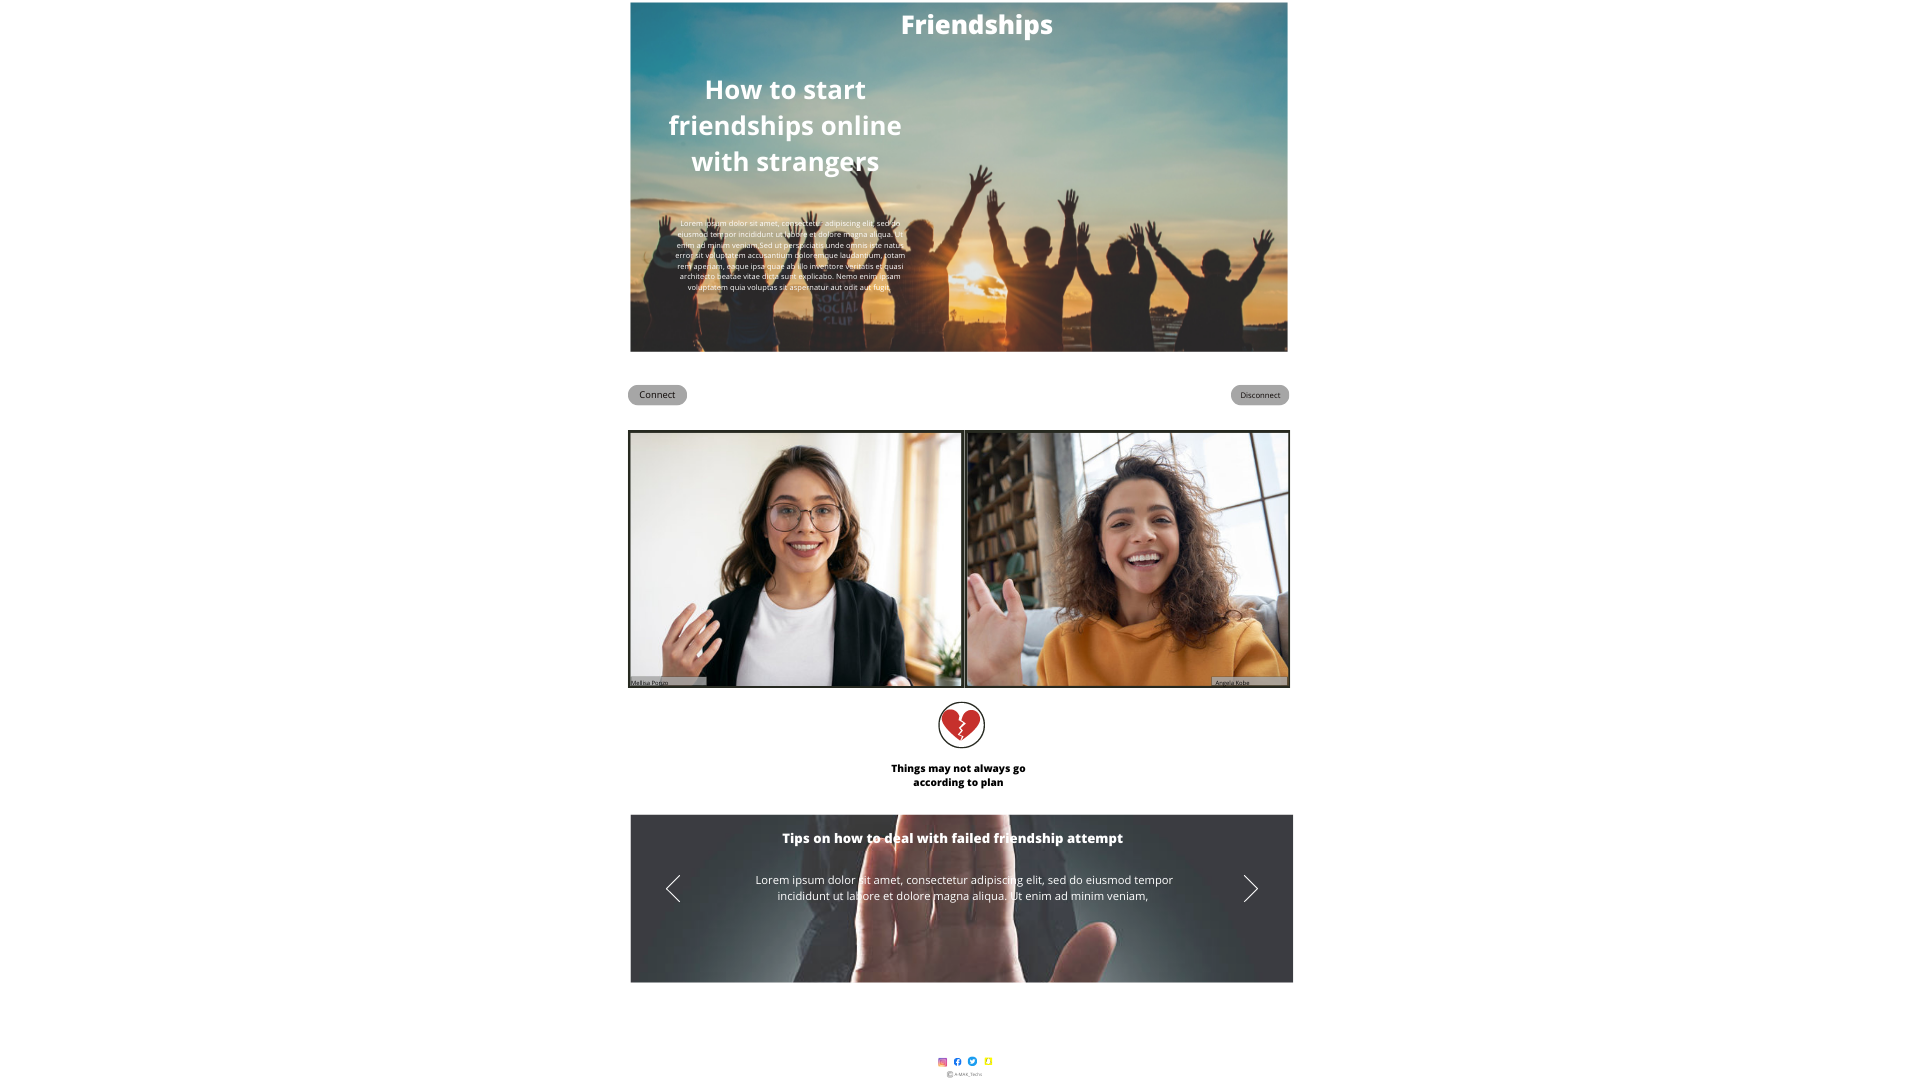 Friendships
How to start
friendships online
with strangers
Lorem ipsum dolor sit amet, consectetur adipiscing elit, sed do
eiusmod tempor incididunt ut labore et dolore magna aliqua. Ut
enim ad minim veniam,Sed ut perspiciatis unde omnis iste natus
error sit voluptatem accusantium doloremque laudantium, totam
rem aperiam, eaque ipsa quae ab illo inventore veritatis et quasi
architecto beatae vitae dicta sunt explicabo. Nemo enim ipsam
voluptatem quia voluptas sit aspernatur aut odit aut fugit,
SOCIAL
SOCIAL
CLUB
Connect
Disconnect
Mellisa Ponzo
Angela Kobe
Things may not always go
according to plan
Tips on how to deal with failed friendship attempt
Lorem ipsum dolor sit amet, consectetur adipiscing elit, sed do eiusmod tempor
incididunt ut labore et dolore magna aliqua. Ut enim ad minim veniam,